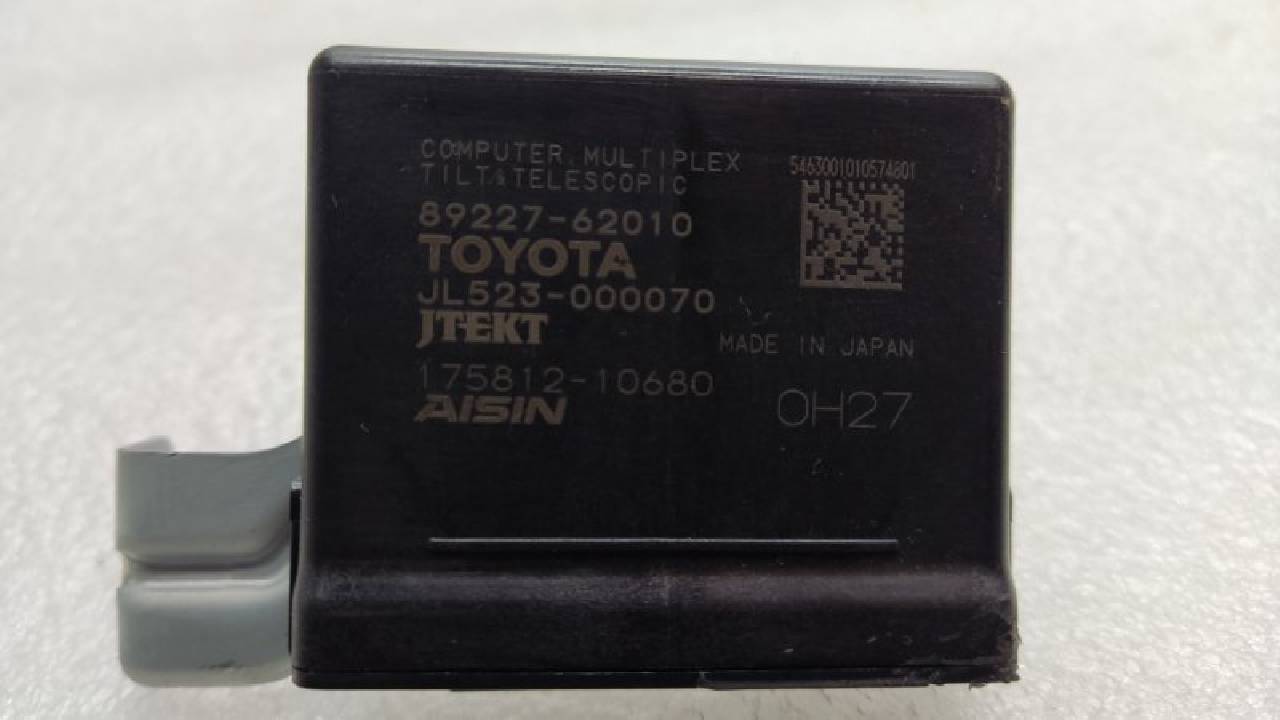 COMPUTER, MULTIPLEX
TILT&TELESCOPIC
89227-62010
TOYOTA
JL523-000070
JTEKT
175812-10680
AISIN
5463001010574801
MADE IN JAPAN
0H27